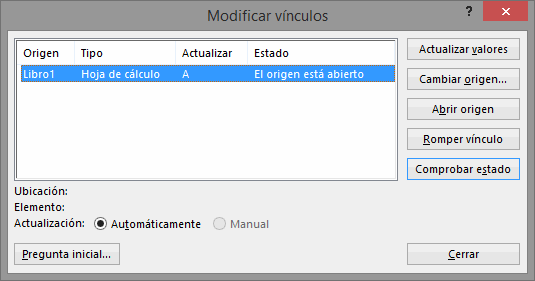 Modificar vínculos
? ×
Origen Tipo Actualizar Estado
Libro1 Hoja de cálculo A El origen está abierto
Actualizar valores
Cambiar origen...
Abrir origen
Romper vínculo
Comprobar estado
Ubicación:
Elemento:
Actualización: Automáticamente Manual
Pregunta inicial... Cerrar